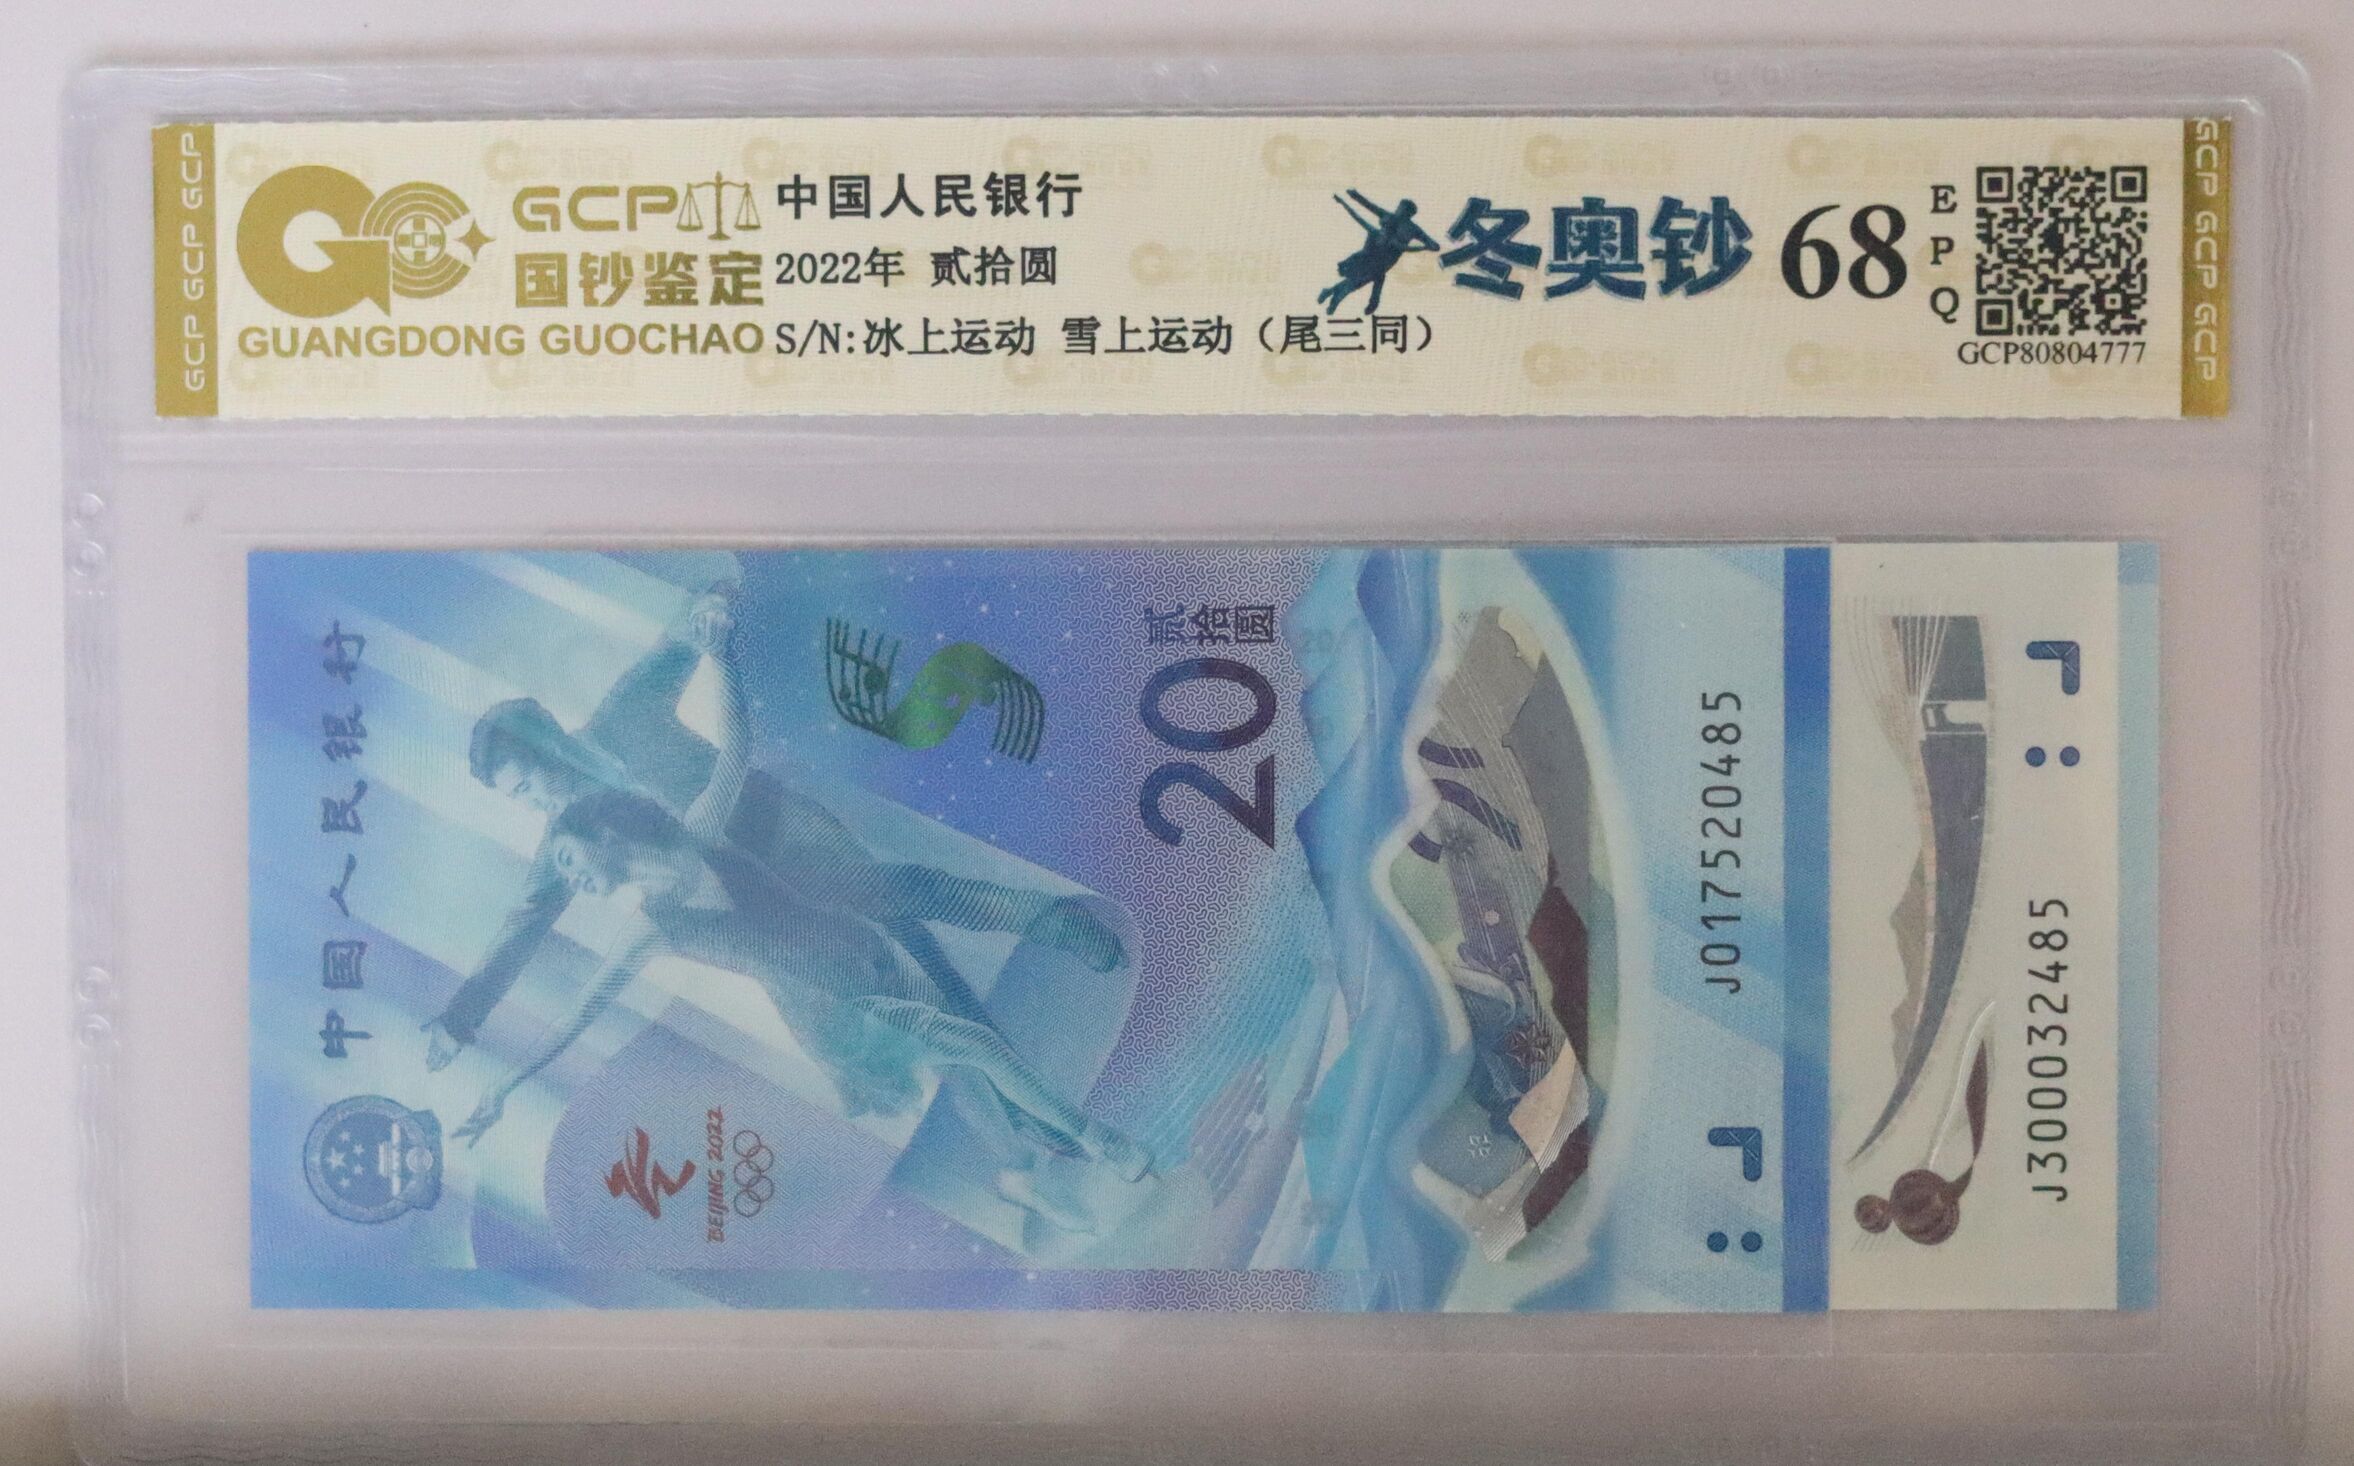 GCP GCP GCP
GCP
国钞鉴定
GUANGDONG GUOCHAO
中国人民银行
2022年 贰拾圆
S/N:冰上运动 雪上运动（尾三同）
冬奥钞
68
EPQ
GCP80804777
GCP GCP GCP
中国人民银行
BEIJING 2022
贰拾圆
20
J017520485
J300032485